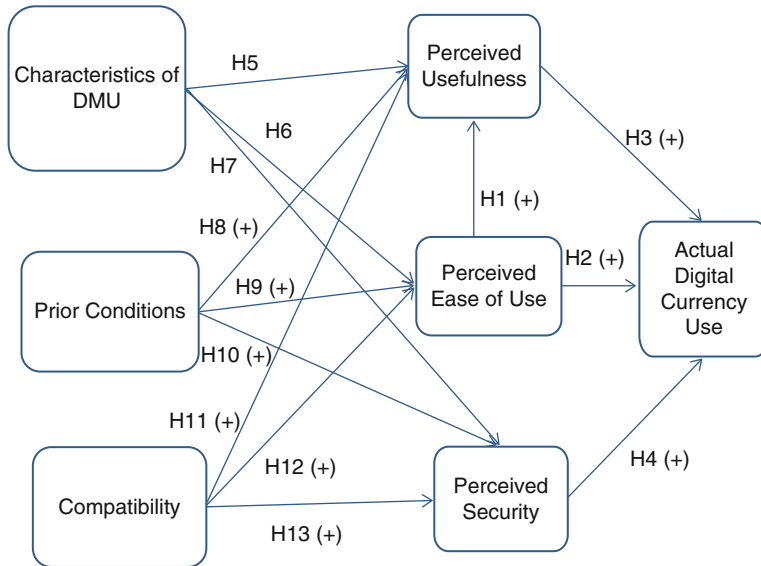 Characteristics of
DMU
H5
Perceived
Usefulness
H6
H7
H3 (+)
H1 (+)
H8 (+)
Prior Conditions
H9 (+)
Perceived
Ease of Use
H2 (+)
Actual
Digital
Currency
Use
H10 (+)
H11 (+)
H12 (+)
H4 (+)
Compatibility
H13 (+)
Perceived
Security